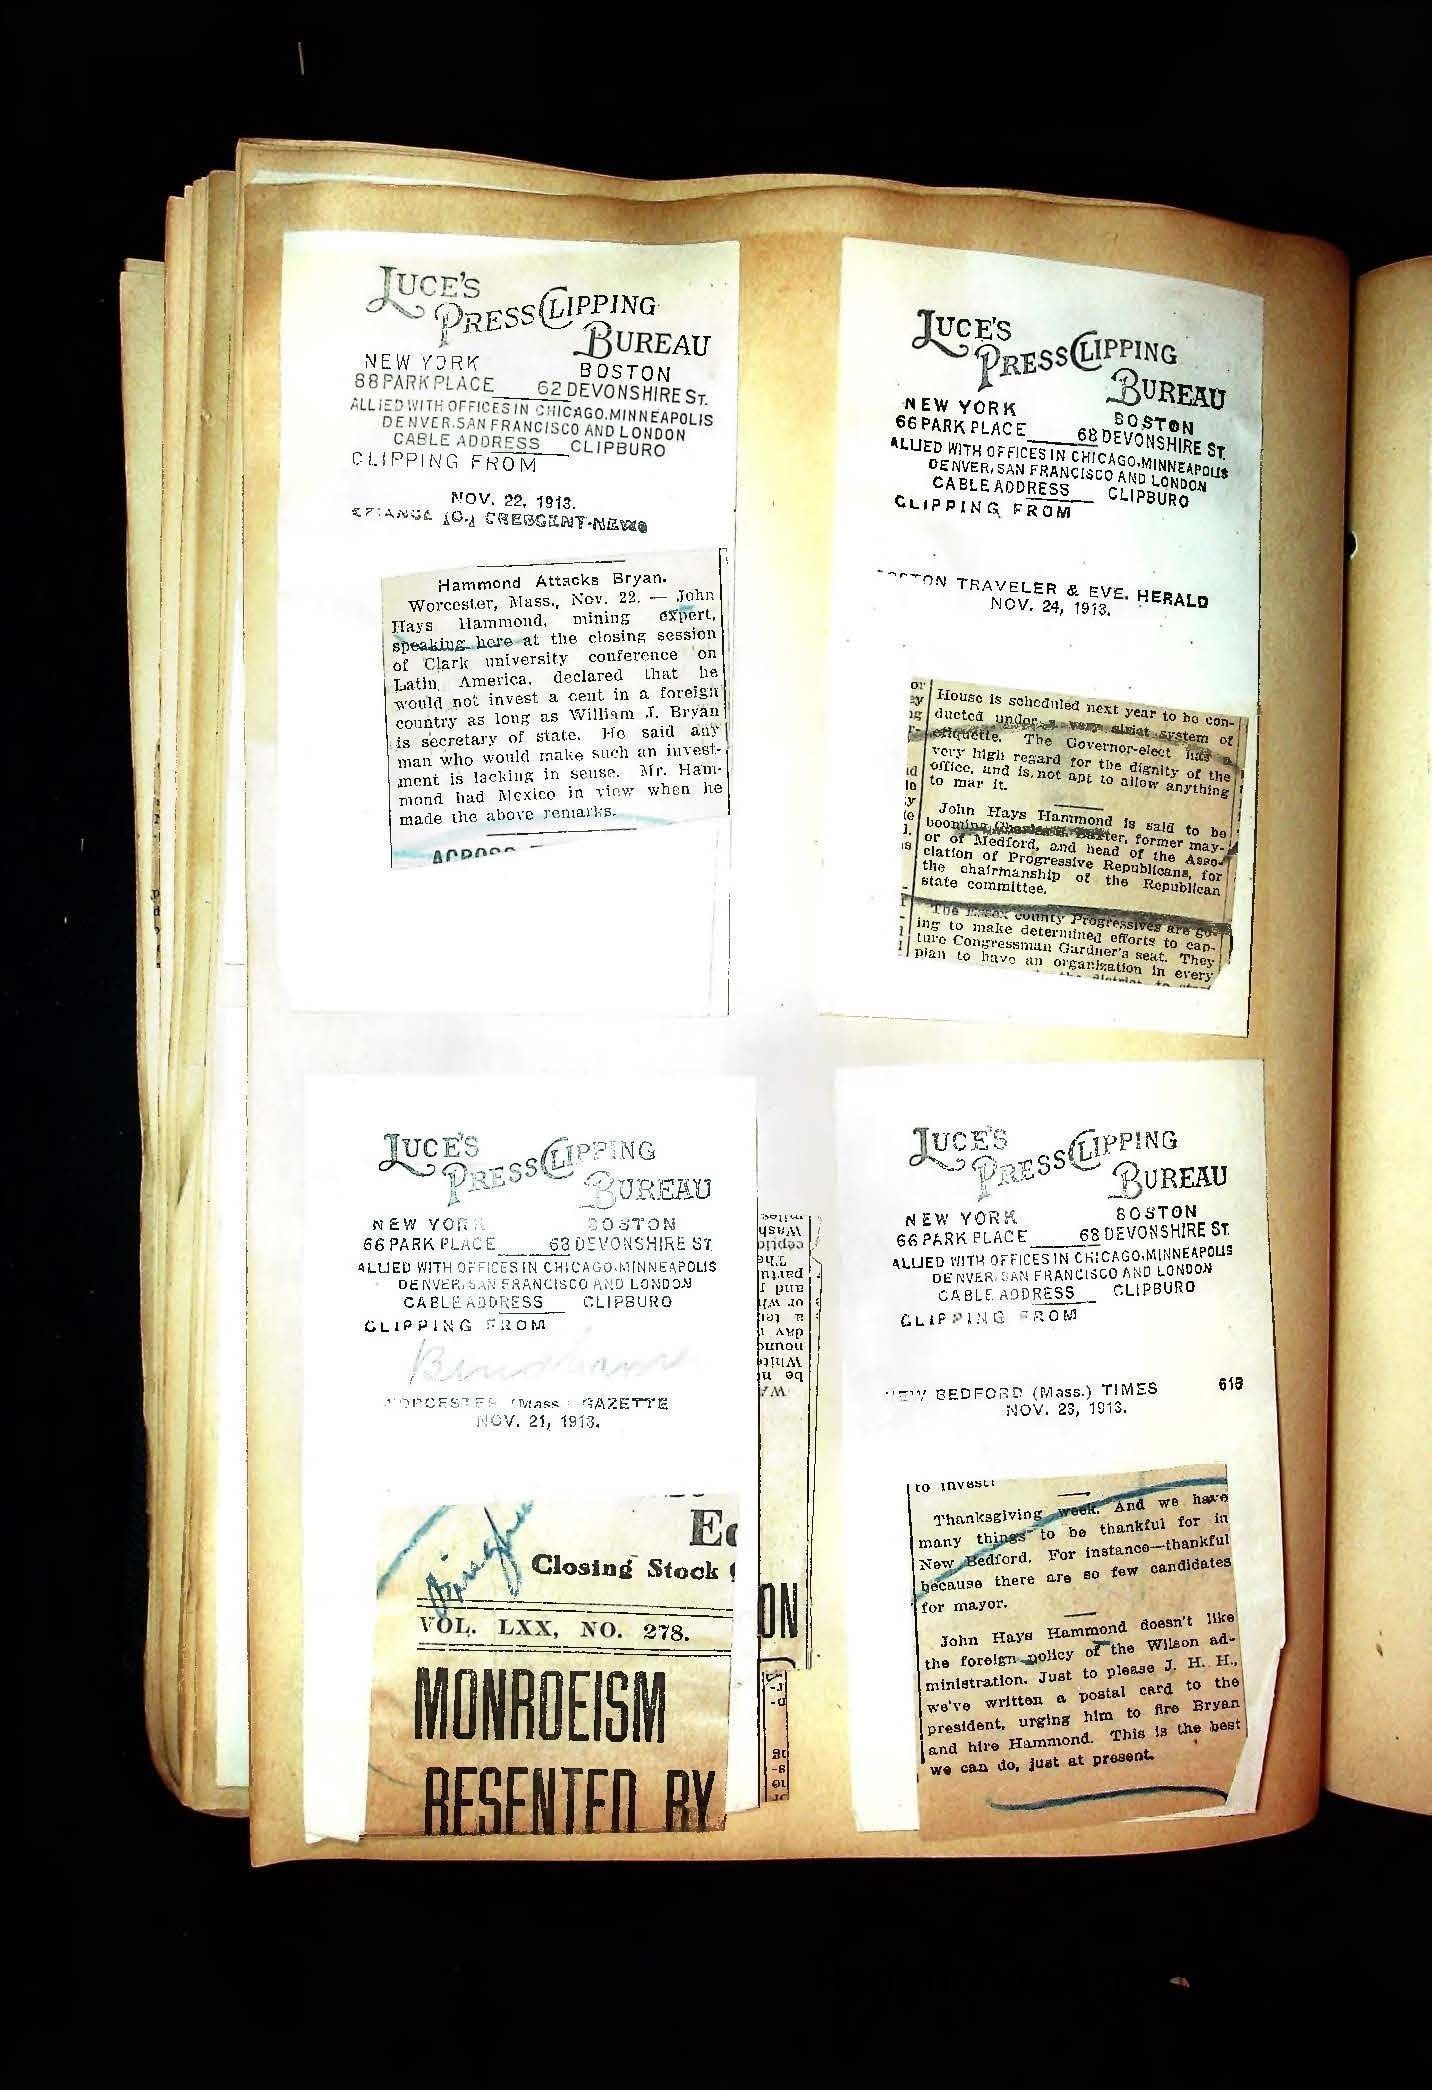 LUCE'S
PRESS CLIPPING
BUREAU
NEW YORK BOSTON
88 PARK PLACE 62 DEVONSHIRE ST.
ALLIED WITH OFFICES IN CHICAGO, MINNEAPOLIS
DENVER, SAN FRANCISCO AND LONDON
CABLE ADDRESS CLIPBURO
CLIPPING FROM
NOV. 22, 1913.
CRESCENT-NEWS
Hammond Attacks Bryan.
Worcester, Mass., Nov. 22. — John
Hays Hammond, mining expert,
speaking here at the closing session
of Clark university conference on
Latin America, declared that he
would not invest a cent in a foreign
country as long as William J. Bryan
is secretary of state. He said any
man who would make such an invest-
ment is lacking in sense. Mr. Ham-
mond had Mexico in view when he
made the above remarks.
ACROSS
LUCE'S
PRESS CLIPPING
BUREAU
NEW YORK BOSTON
66 PARK PLACE 68 DEVONSHIRE ST.
ALLIED WITH OFFICES IN CHICAGO, MINNEAPOLIS
DENVER, SAN FRANCISCO AND LONDON
CABLE ADDRESS CLIPBURO
CLIPPING FROM
TON TRAVELER & EVE. HERALD
NOV. 24, 1913.
House is scheduled next year to be con-
ducted under a very strict system of
etiquette. The Governor-elect has a
very high regard for the dignity of the
office, and is not apt to allow anything
to mar it.
John Hays Hammond is said to be
booming Charles S. Baxter, former may-
or of Medford, and head of the Asso-
ciation of Progressive Republicans, for
the chairmanship of the Republican
state committee.
The Essex county Progressives are go-
ing to make determined efforts to cap-
ture Congressman Gardner's seat. They
plan to have an organization in every
LUCE'S
PRESS CLIPPING
BUREAU
NEW YORK BOSTON
66 PARK PLACE 68 DEVONSHIRE ST
ALLIED WITH OFFICES IN CHICAGO, MINNEAPOLIS
DENVER, SAN FRANCISCO AND LONDON
CABLE ADDRESS CLIPBURO
CLIPPING FROM
WORCESTER (Mass.) GAZETTE
NOV. 21, 1913.
Closing Stock
VOL. LXX, NO. 278.
MONROEISM
RESENTED BY
ON
LUCE'S
PRESS CLIPPING
BUREAU
NEW YORK BOSTON
66 PARK PLACE 68 DEVONSHIRE ST.
ALLIED WITH OFFICES IN CHICAGO, MINNEAPOLIS
DENVER, SAN FRANCISCO AND LONDON
CABLE ADDRESS CLIPBURO
CLIPPING FROM
NEW BEDFORD (Mass.) TIMES 618
NOV. 23, 1913.
Thanksgiving week. And we have
many things to be thankful for in
New Bedford. For instance—thankful
because there are so few candidates
for mayor.
John Hays Hammond doesn't like
the foreign policy of the Wilson ad-
ministration. Just to please J. H. H.,
we've written a postal card to the
president, urging him to fire Bryan
and hire Hammond. This is the best
we can do, just at present.